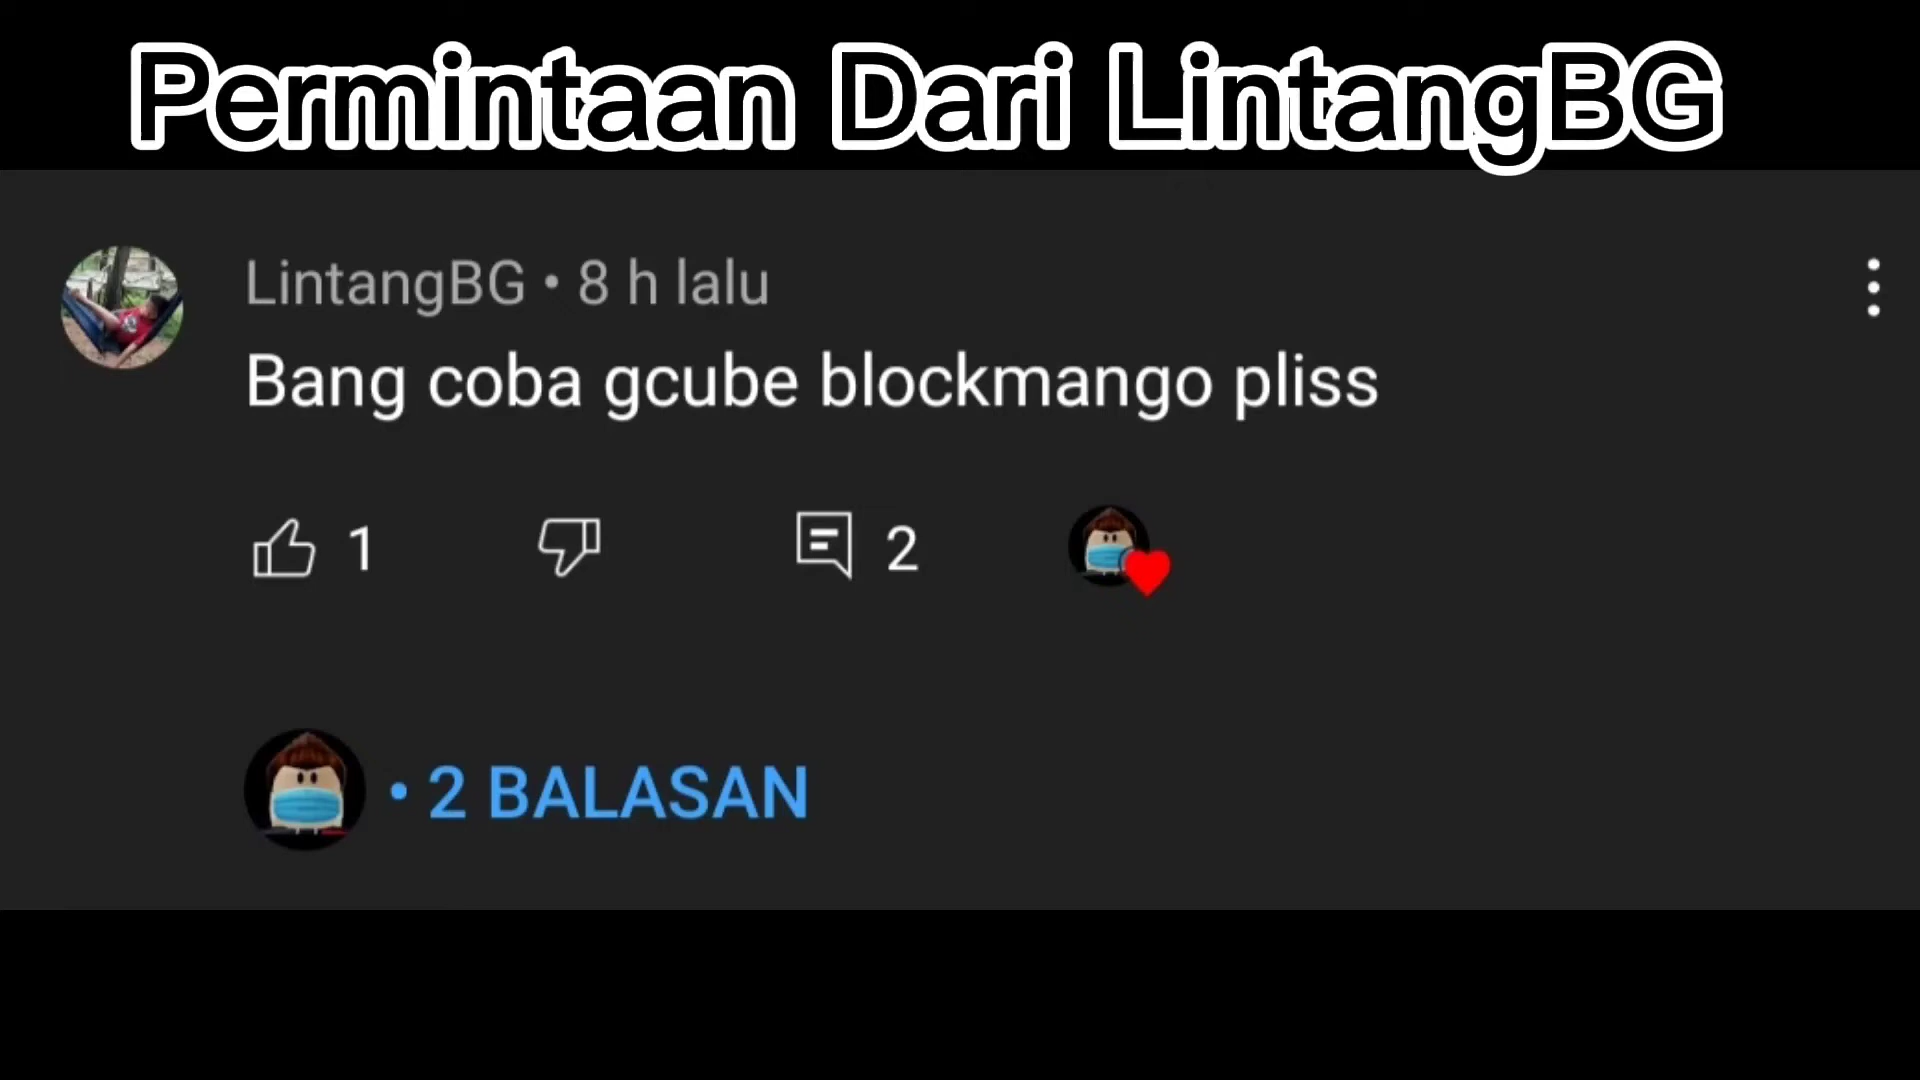 Permintaan Dari LintangBG
LintangBG • 8 h lalu
Bang coba gcube blockmango pliss
1 2
• 2 BALASAN